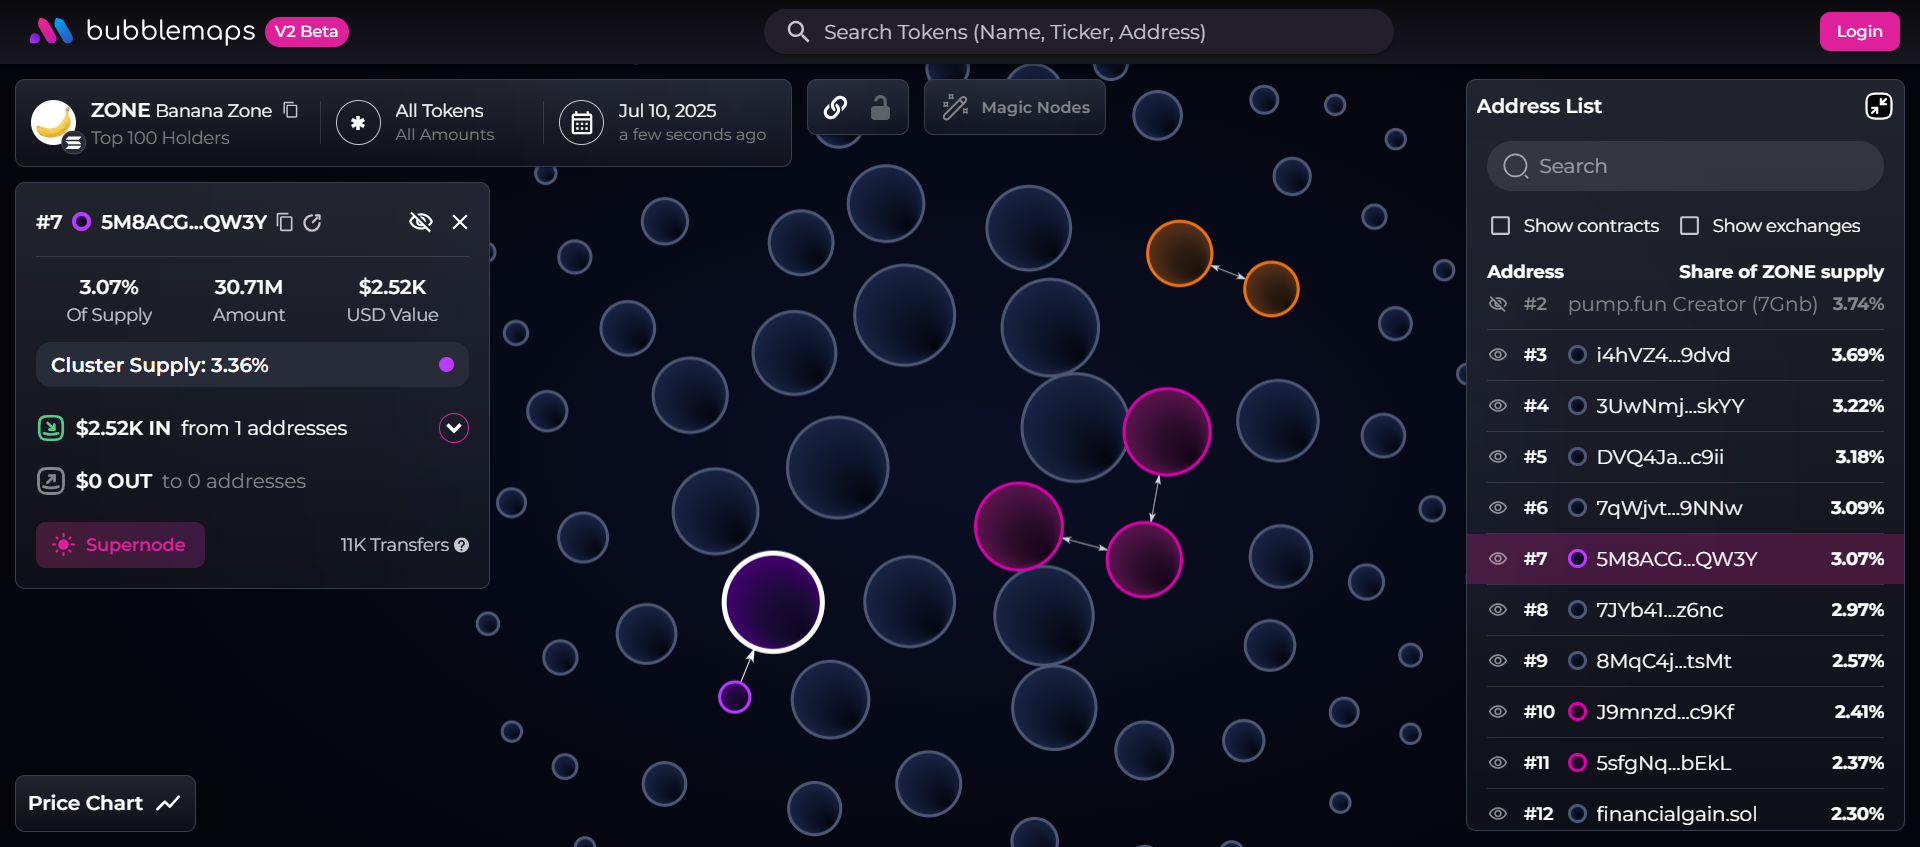 bubblemaps V2 Beta
Search Tokens (Name, Ticker, Address)
Login
ZONE Banana Zone
Top 100 Holders
All Tokens
All Amounts
Jul 10, 2025
a few seconds ago
Magic Nodes
#7 5M8ACG...QW3Y
3.07% 30.71M $2.52K
Of Supply Amount USD Value
Cluster Supply: 3.36%
$2.52K IN from 1 addresses
$0 OUT to 0 addresses
Supernode 11K Transfers ?
Price Chart
Address List
Search
Show contracts Show exchanges
Address Share of ZONE supply
#2 pump.fun Creator (7Gnb) 3.74%
#3 i4hVZ4...9dvd 3.69%
#4 3UwNmj...skYY 3.22%
#5 DVQ4Ja...c9ii 3.18%
#6 7qWjvt...9NNw 3.09%
#7 5M8ACG...QW3Y 3.07%
#8 7JYb41...z6nc 2.97%
#9 8MqC4j...tsMt 2.57%
#10 J9mnzd...c9Kf 2.41%
#11 5sfgNq...bEkL 2.37%
#12 financialgain.sol 2.30%